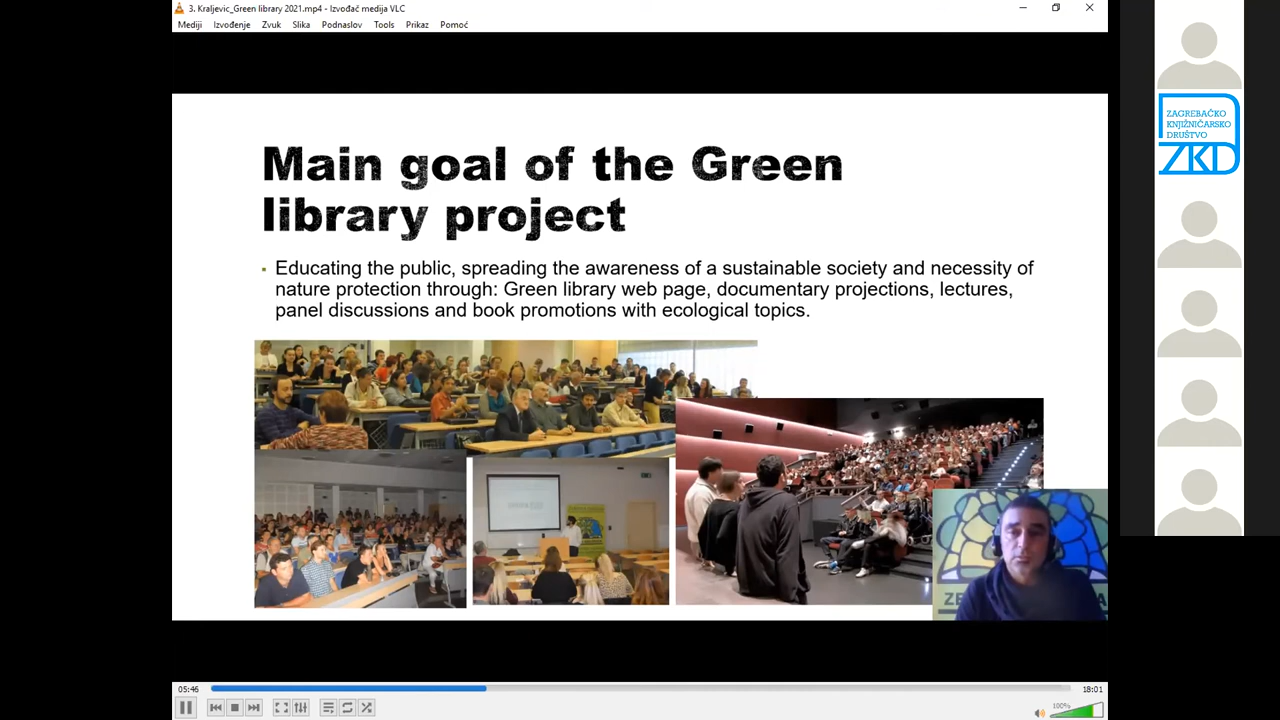 3. Kraljevic_Green library 2021.mp4 - Izvođač medija VLC
Mediji Izvođenje Zvuk Slika Podnaslov Tools Prikaz Pomoć
ZAGREBAČKO
KNJIŽNIČARSKO
DRUŠTVO
ZKD
Main goal of the Green
library project
Educating the public, spreading the awareness of a sustainable society and necessity of
nature protection through: Green library web page, documentary projections, lectures,
panel discussions and book promotions with ecological topics.
05:46
18:01
100%